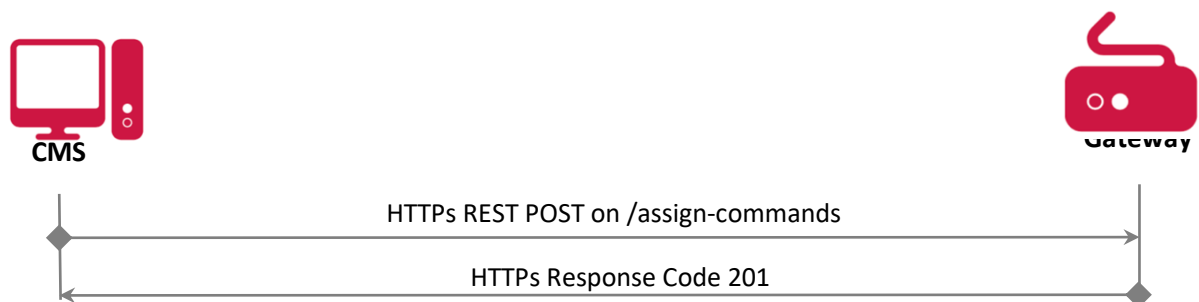 CMS
Gateway
HTTPs REST POST on /assign-commands
HTTPs Response Code 201